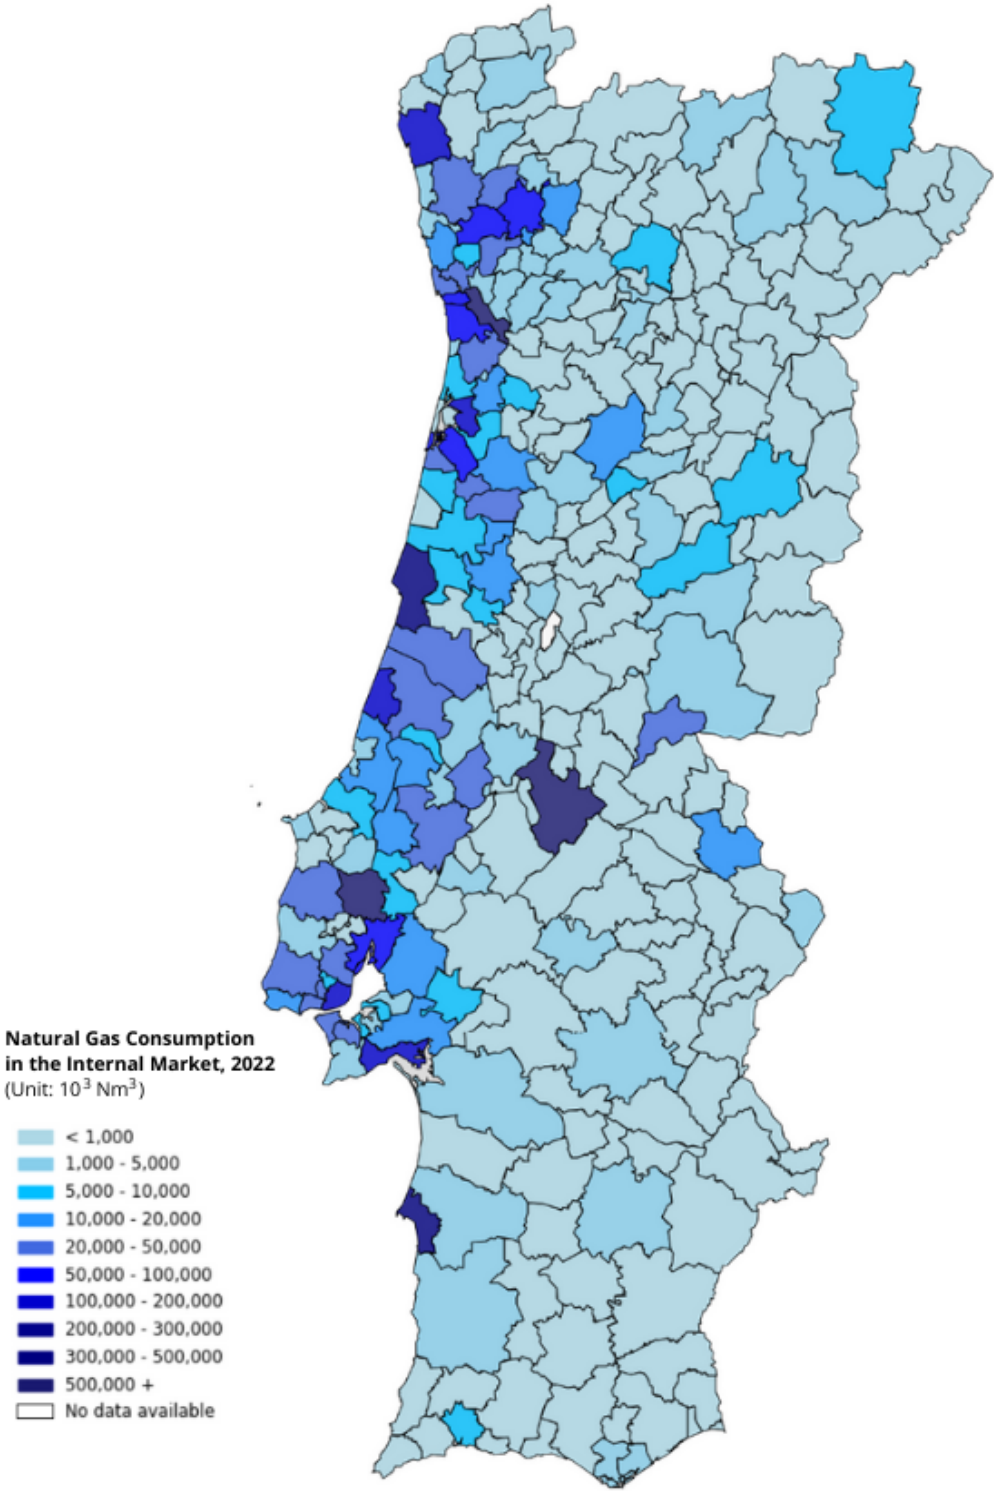 Natural Gas Consumption
in the Internal Market, 2022
(Unit: 10³ Nm³)
< 1,000
1,000 - 5,000
5,000 - 10,000
10,000 - 20,000
20,000 - 50,000
50,000 - 100,000
100,000 - 200,000
200,000 - 300,000
300,000 - 500,000
500,000 +
No data available